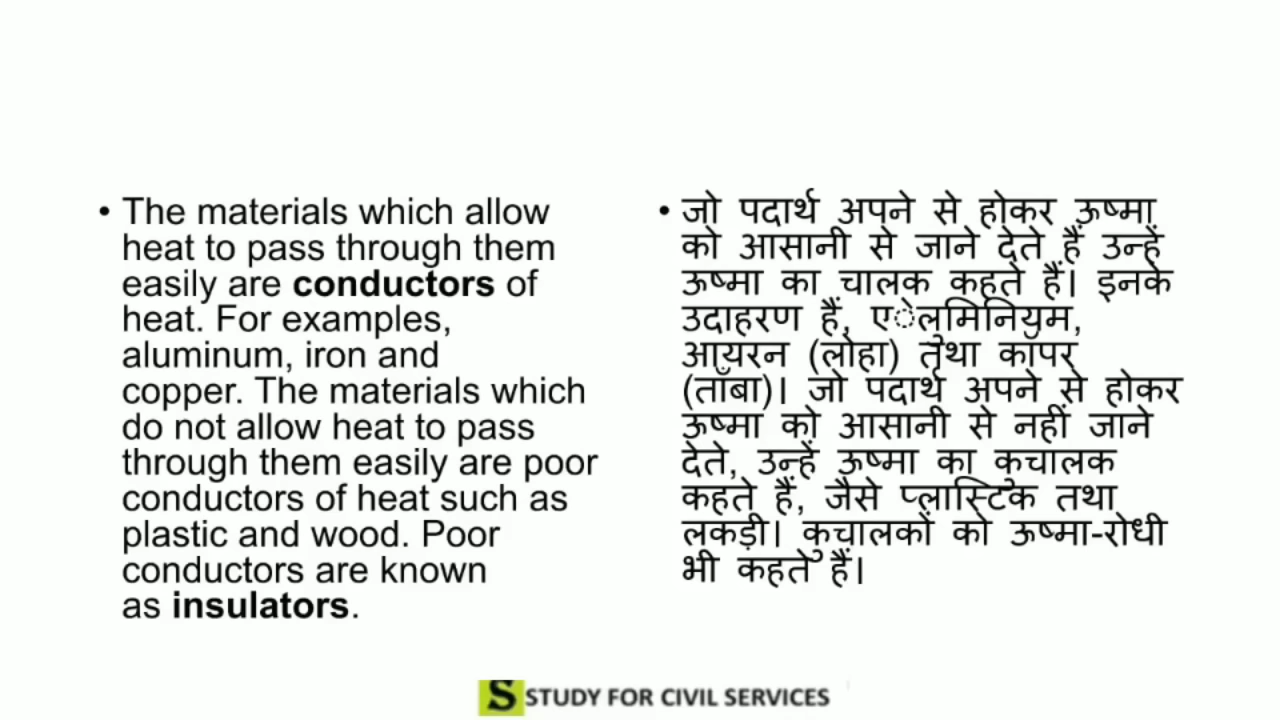 • The materials which allow
heat to pass through them
easily are conductors of
heat. For examples,
aluminum, iron and
copper. The materials which
do not allow heat to pass
through them easily are poor
conductors of heat such as
plastic and wood. Poor
conductors are known
as insulators.
• जो पदार्थ अपने से होकर ऊष्मा
को आसानी से जाने देते हैं उन्हें
ऊष्मा का चालक कहते हैं। इनके
उदाहरण हैं, एेलमिनियुम,
आयरन (लोहा) तथा कॉपर
(ताँबा)। जो पदार्थ अपने से होकर
ऊष्मा को आसानी से नहीं जाने
देते, उन्हें ऊष्मा का कुचालक
कहते हैं, जैसे प्लास्टिक तथा
लकड़ी। कुचालकों को ऊष्मा-रोधी
भी कहते हैं।
S STUDY FOR CIVIL SERVICES